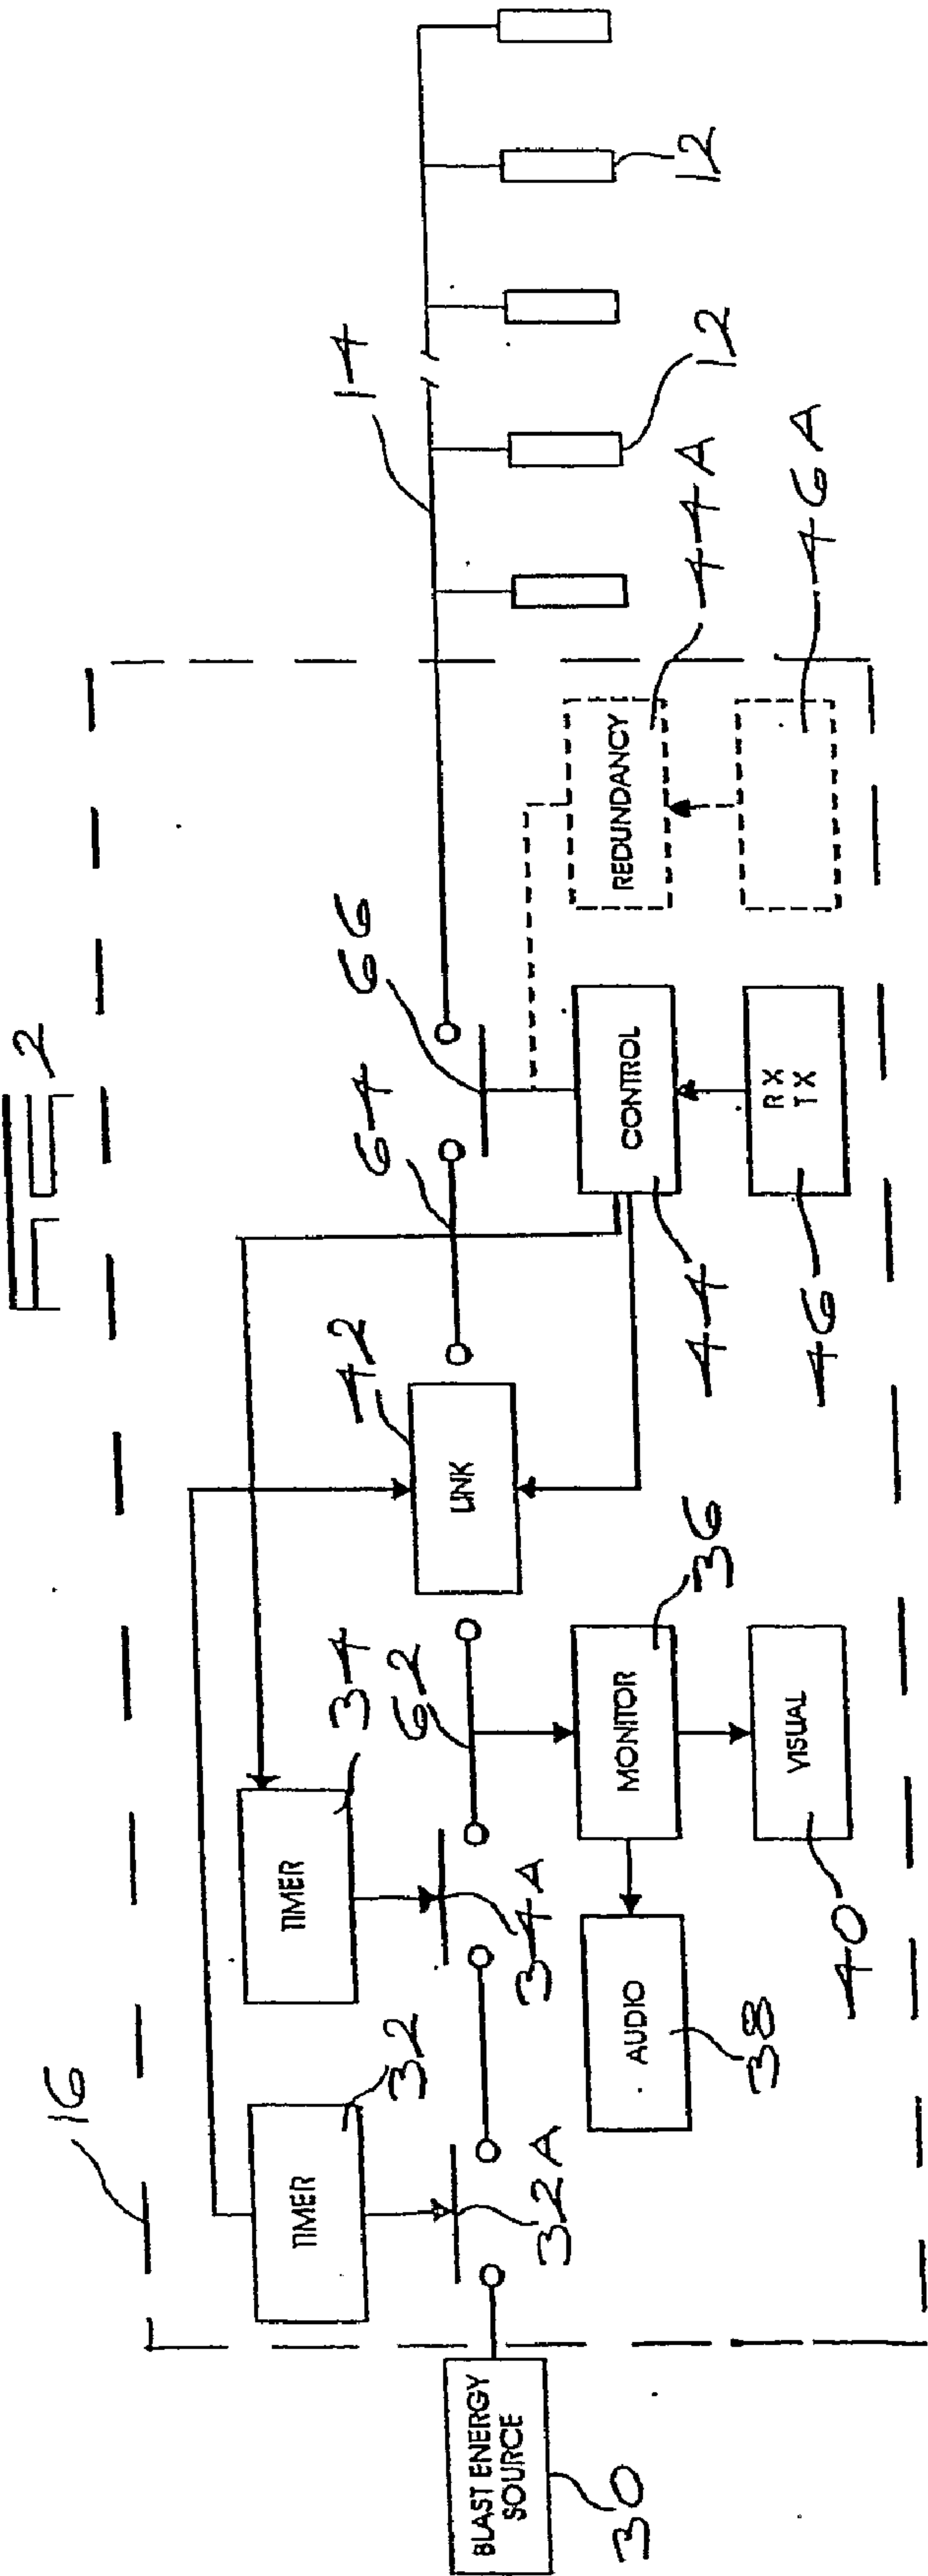 FIG 2
16
32
34
42
64
66
14
TIMER
TIMER
LINK
12
12
32A
34A
62
BLAST ENERGY
SOURCE
30
AUDIO
38
MONITOR
36
VISUAL
40
CONTROL
44
RX
TX
46
REDUNDANCY
44A
46A